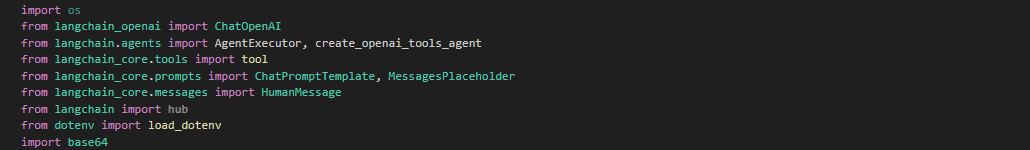 import os
from langchain_openai import ChatOpenAI
from langchain.agents import AgentExecutor, create_openai_tools_agent
from langchain_core.tools import tool
from langchain_core.prompts import ChatPromptTemplate, MessagesPlaceholder
from langchain_core.messages import HumanMessage
from langchain import hub
from dotenv import load_dotenv
import base64